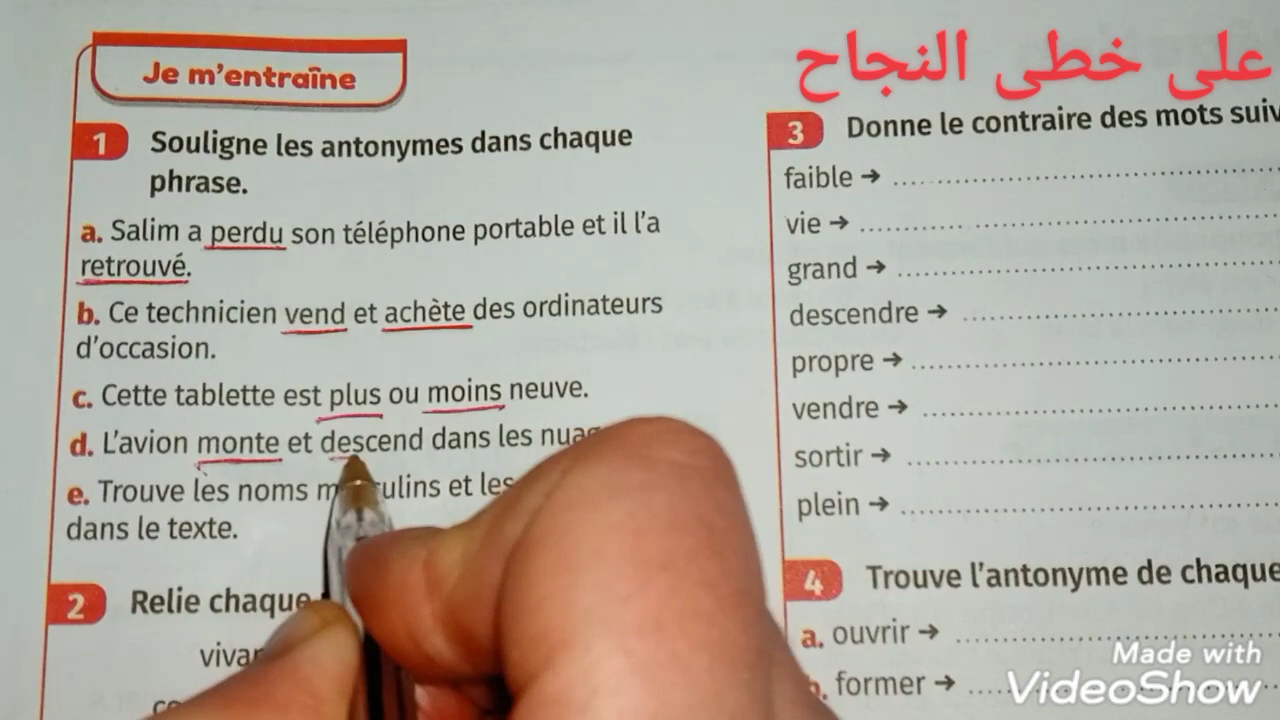 على خطى النجاح
Je m'entraîne
1 Souligne les antonymes dans chaque
phrase.
a. Salim a perdu son téléphone portable et il l'a
retrouvé.
b. Ce technicien vend et achète des ordinateurs
d'occasion.
c. Cette tablette est plus ou moins neuve.
d. L'avion monte et descend dans les
e. Trouve les noms et les
dans le texte.
2 Relie chaque
3 Donne le contraire des mots
faible → ....................
vie → ....................
grand → ....................
descendre → ....................
propre → ....................
vendre → ....................
sortir → ....................
plein → ....................
4 Trouve l'antonyme de chaque
a. ouvrir → ....................
b. former → ....................
Made with
VideoShow